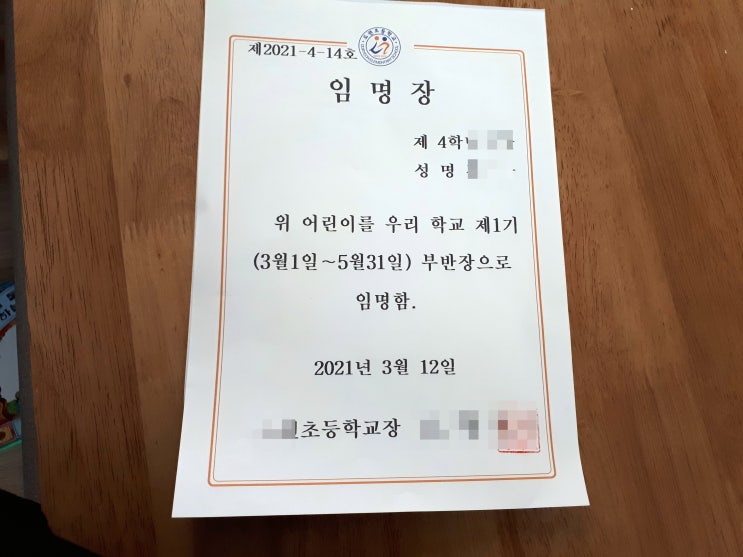 제2021-4-14호
임 명 장
제 4학
성 명
위 어린이를 우리 학교 제1기
(3월1일~5월31일) 부반장으로
임명함.
2021년 3월 12일
초등학교장